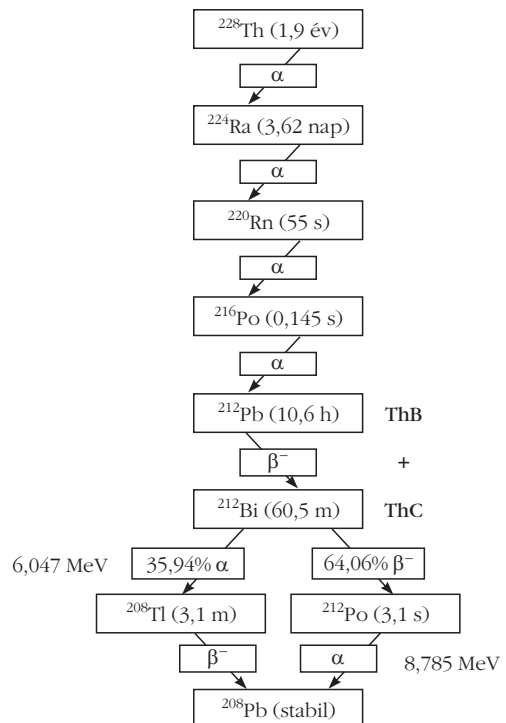 ²²⁸Th (1,9 év)
α
²²⁴Ra (3,62 nap)
α
²²⁰Rn (55 s)
α
²¹⁶Po (0,145 s)
α
²¹²Pb (10,6 h) ThB
β⁻ +
²¹²Bi (60,5 m) ThC
6,047 MeV 35,94% α 64,06% β⁻
²⁰⁸Tl (3,1 m) ²¹²Po (3,1 s)
β⁻ α 8,785 MeV
²⁰⁸Pb (stabil)